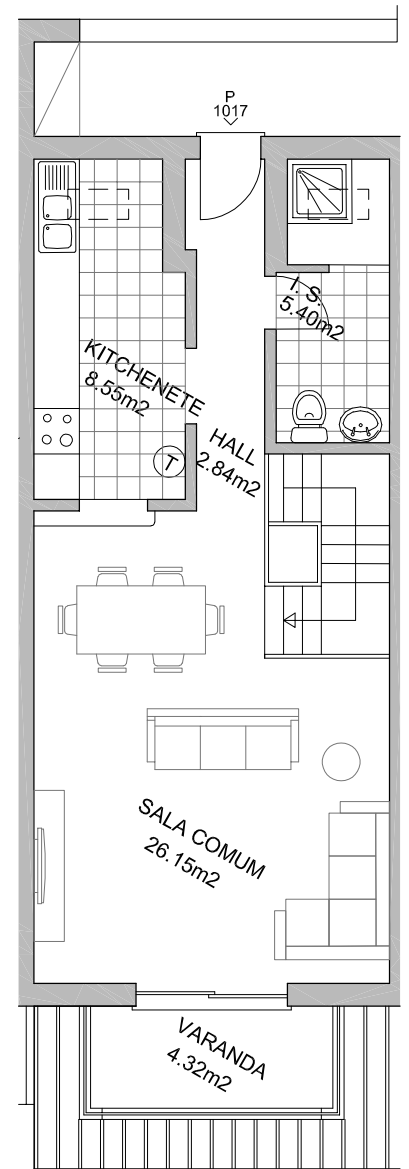 P
1017
I. S.
5.40m2
KITCHENETE
8.55m2
HALL
2.84m2
T
SALA COMUM
26.15m2
VARANDA
4.32m2